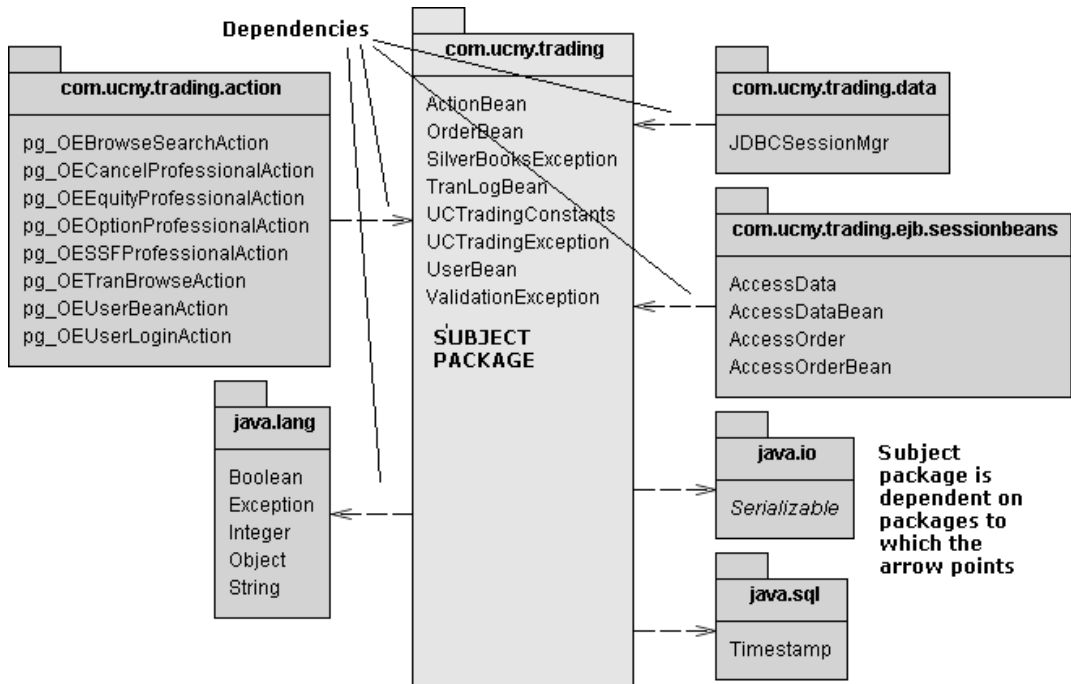 Dependencies
com.ucny.trading.action
pg_OEBrowseSearchAction
pg_OECancelProfessionalAction
pg_OEEquityProfessionalAction
pg_OEOptionProfessionalAction
pg_OESSFProfessionalAction
pg_OETranBrowseAction
pg_OEUserBeanAction
pg_OEUserLoginAction
com.ucny.trading
ActionBean
OrderBean
SilverBooksException
TranLogBean
UCTradingConstants
UCTradingException
UserBean
ValidationException
SUBJECT
PACKAGE
com.ucny.trading.data
JDBCSessionMgr
com.ucny.trading.ejb.sessionbeans
AccessData
AccessDataBean
AccessOrder
AccessOrderBean
java.lang
Boolean
Exception
Integer
Object
String
java.io
Serializable
Subject
package is
dependent on
packages to
which the
arrow points
java.sql
Timestamp